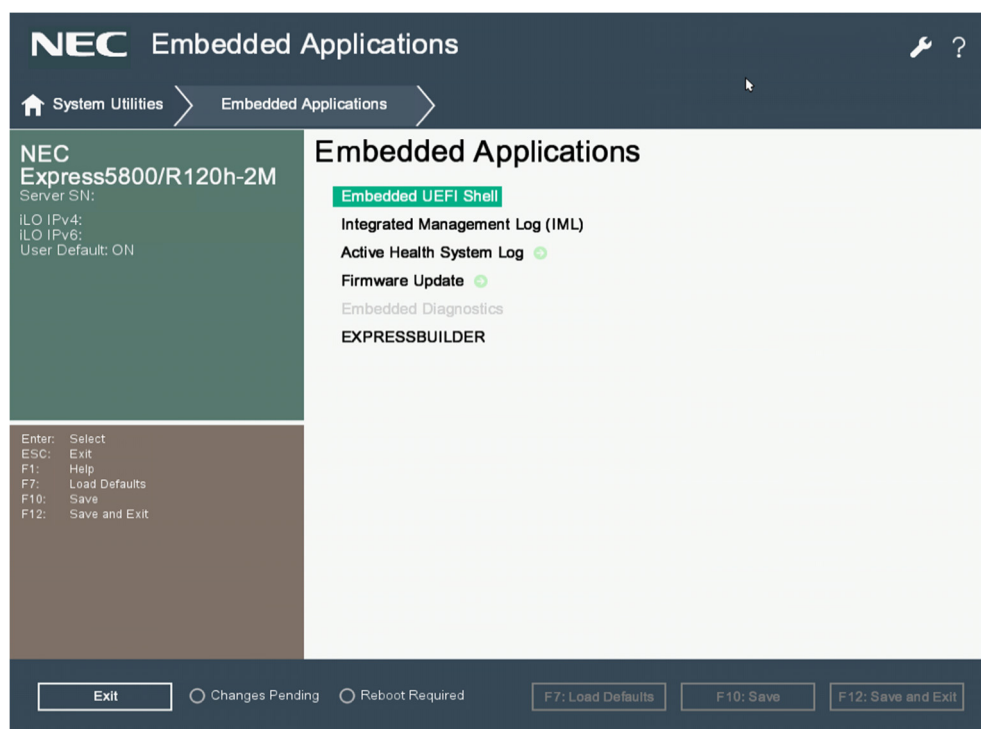 NEC Embedded Applications
?
System Utilities
Embedded Applications
NEC
Express5800/R120h-2M
Server SN:
iLO IPv4:
iLO IPv6:
User Default: ON
Embedded Applications
Embedded UEFI Shell
Integrated Management Log (IML)
Active Health System Log
Firmware Update
Embedded Diagnostics
EXPRESSBUILDER
Enter: Select
ESC: Exit
F1: Help
F7: Load Defaults
F10: Save
F12: Save and Exit
Exit
Changes Pending
Reboot Required
F7: Load Defaults
F10: Save
F12: Save and Exit